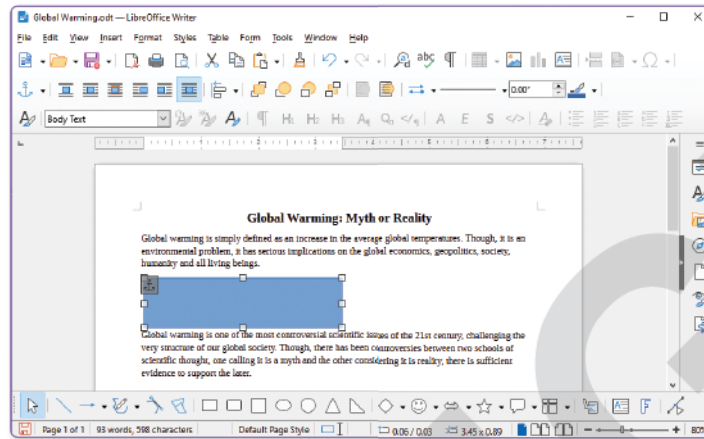 Global Warming.odt — LibreOffice Writer
File Edit View Insert Format Styles Table Form Tools Window Help
0.00"
Body Text
Global Warming: Myth or Reality
Global warming is simply defined as an increase in the average global temperatures. Though, it is an
environmental problem, it has serious implications on the global economics, geopolitics, society,
humanity and all living beings.
Global warming is one of the most controversial scientific issues of the 21st century, challenging the
very structure of our global society. Though, there has been controversies between two schools of
scientific thought, one calling it is a myth and the other considering it is reality, there is sufficient
evidence to support the later.
Page 1 of 1 93 words, 598 characters Default Page Style 0.06 / 0.03 3.45 x 0.89 80%